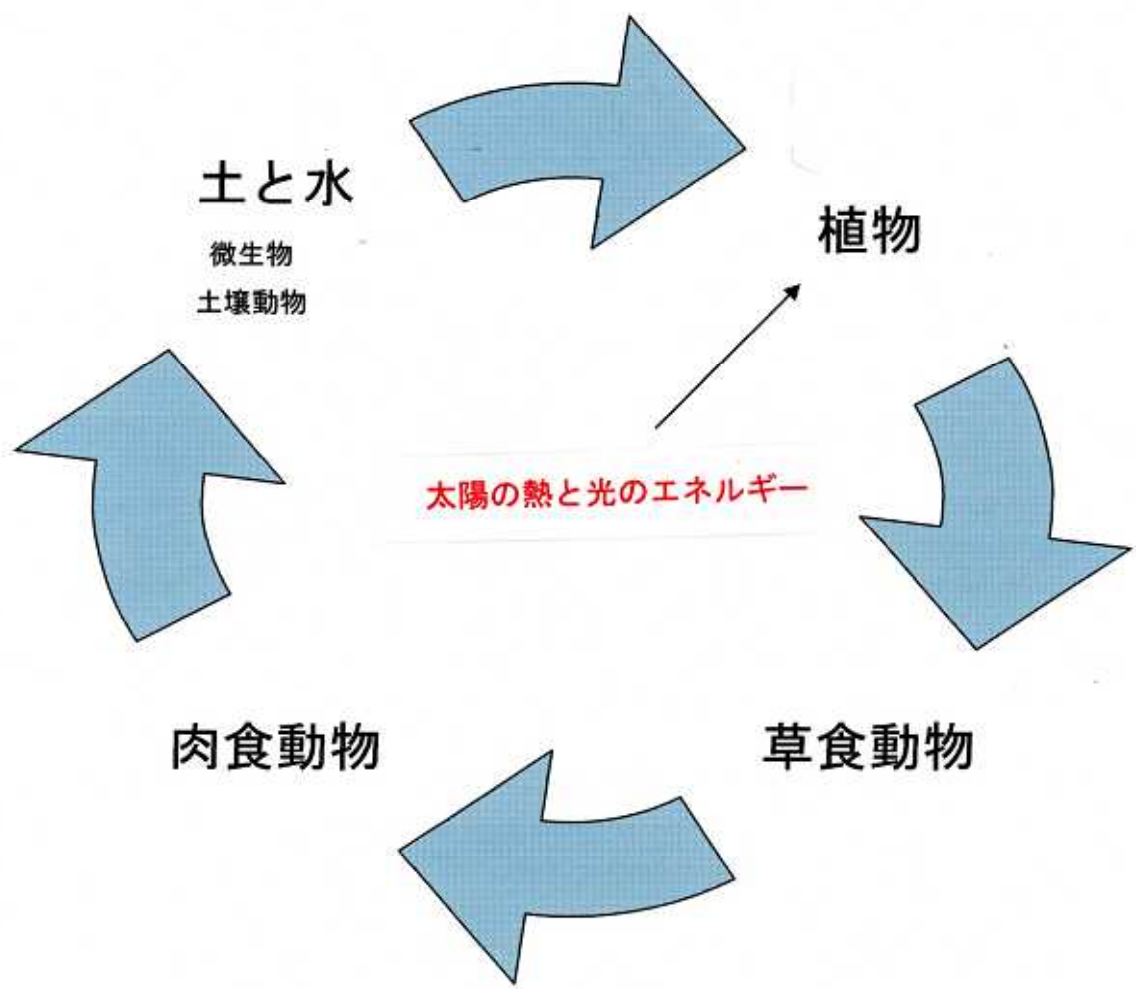 土と水
微生物
土壌動物
植物
太陽の熱と光のエネルギー
肉食動物
草食動物